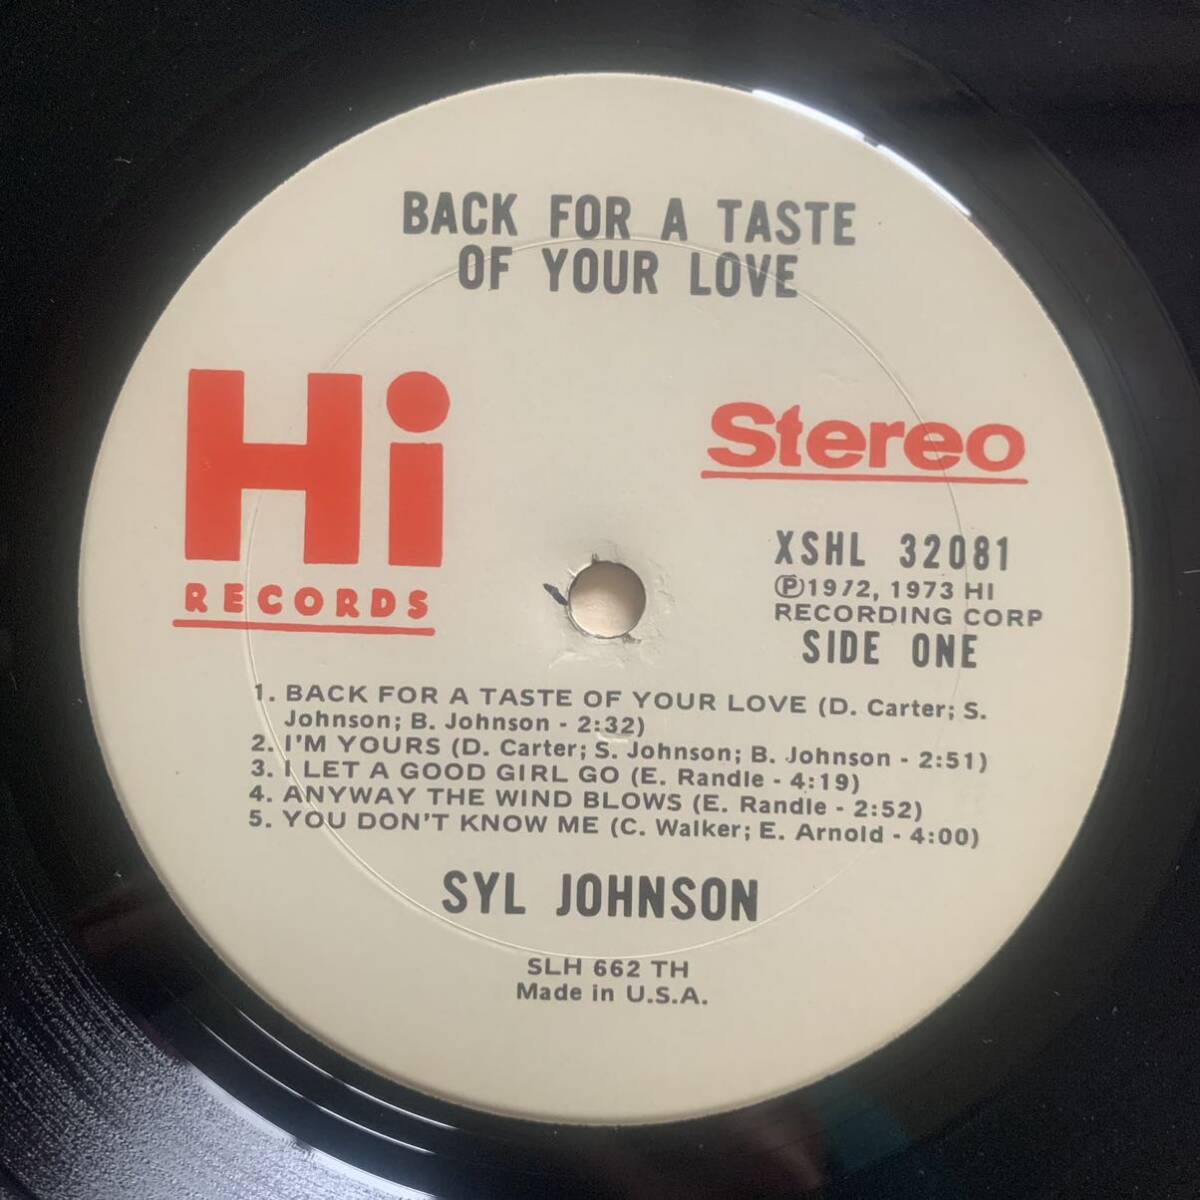 BACK FOR A TASTE
OF YOUR LOVE
Hi
RECORDS
Stereo
XSHL 32081
Ⓟ1972, 1973 HI
RECORDING CORP
SIDE ONE
1. BACK FOR A TASTE OF YOUR LOVE (D. Carter; S.
Johnson; B. Johnson - 2:32)
2. I'M YOURS (D. Carter; S. Johnson; B. Johnson - 2:51)
3. I LET A GOOD GIRL GO (E. Randle - 4:19)
4. ANYWAY THE WIND BLOWS (E. Randle - 2:52)
5. YOU DON'T KNOW ME (C. Walker; E. Arnold - 4:00)
SYL JOHNSON
SLH 662 TH
Made in U.S.A.